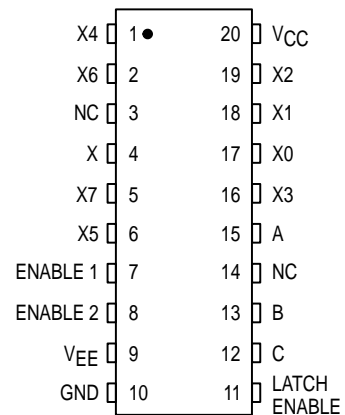 X4 1 20 VCC
X6 2 19 X2
NC 3 18 X1
X 4 17 X0
X7 5 16 X3
X5 6 15 A
ENABLE 1 7 14 NC
ENABLE 2 8 13 B
VEE 9 12 C
GND 10 11 LATCH
ENABLE